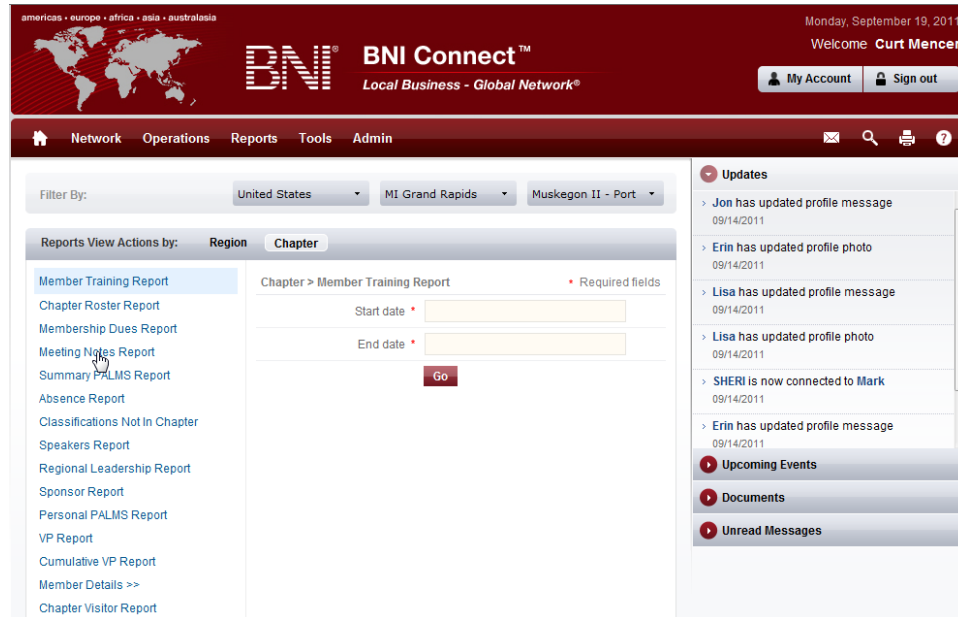 americas • europe • africa • asia • australasia
Monday, September 19, 2011
Welcome Curt Mencer
BNI® BNI Connect™
Local Business - Global Network®
My Account Sign out
Network Operations Reports Tools Admin ?
Filter By: United States MI Grand Rapids Muskegon II - Port
Reports View Actions by: Region Chapter
Member Training Report
Chapter Roster Report
Membership Dues Report
Meeting Notes Report
Summary PALMS Report
Absence Report
Classifications Not In Chapter
Speakers Report
Regional Leadership Report
Sponsor Report
Personal PALMS Report
VP Report
Cumulative VP Report
Member Details >>
Chapter Visitor Report
Chapter > Member Training Report * Required fields
Start date *
End date *
Go
Updates
Jon has updated profile message
09/14/2011
Erin has updated profile photo
09/14/2011
Lisa has updated profile message
09/14/2011
Lisa has updated profile photo
09/14/2011
SHERI is now connected to Mark
09/14/2011
Erin has updated profile message
09/14/2011
Upcoming Events
Documents
Unread Messages